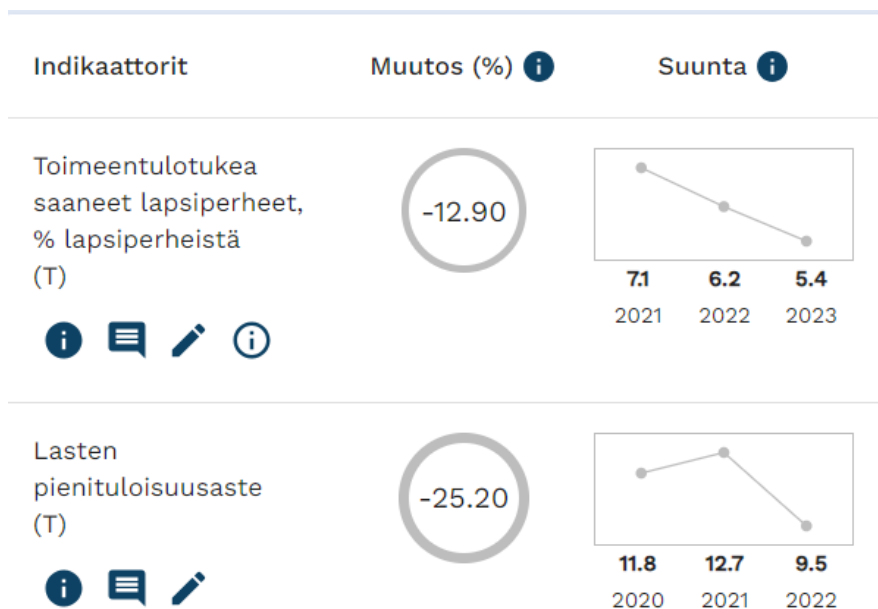 Indikaattorit Muutos (%) Suunta
Toimeentulotukea
saaneet lapsiperheet,
% lapsiperheistä
(T)
-12.90
7.1 6.2 5.4
2021 2022 2023
Lasten
pienituloisuusaste
(T)
-25.20
11.8 12.7 9.5
2020 2021 2022